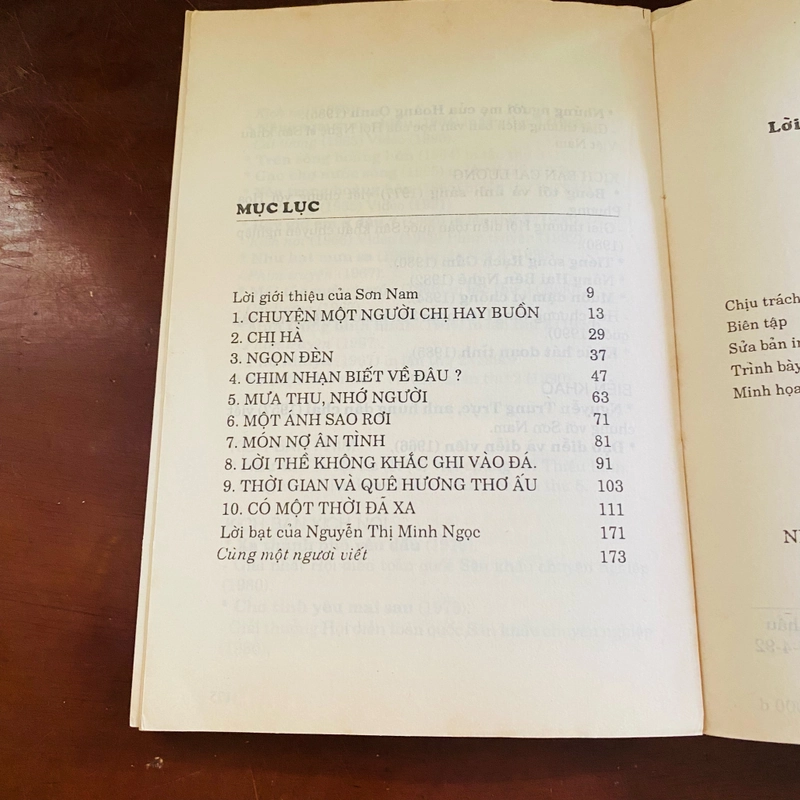 MỤC LỤC
Lời giới thiệu của Sơn Nam 9
1. CHUYỆN MỘT NGƯỜI CHỊ HAY BUỒN 13
2. CHỊ HÀ 29
3. NGỌN ĐÈN 37
4. CHIM NHẠN BIẾT VỀ ĐÂU ? 47
5. MƯA THU, NHỚ NGƯỜI 63
6. MỘT ÁNH SAO RƠI 71
7. MÓN NỢ ÂN TÌNH 81
8. LỜI THỀ KHÔNG KHẮC GHI VÀO ĐÁ. 91
9. THỜI GIAN VÀ QUÊ HƯƠNG THƠ ẤU 103
10. CÓ MỘT THỜI ĐÃ XA 111
Lời bạt của Nguyễn Thị Minh Ngọc 171
Cùng một người viết 173
Lời
Chịu trách
Biên tập
Sửa bản in
Trình bày
Minh họa